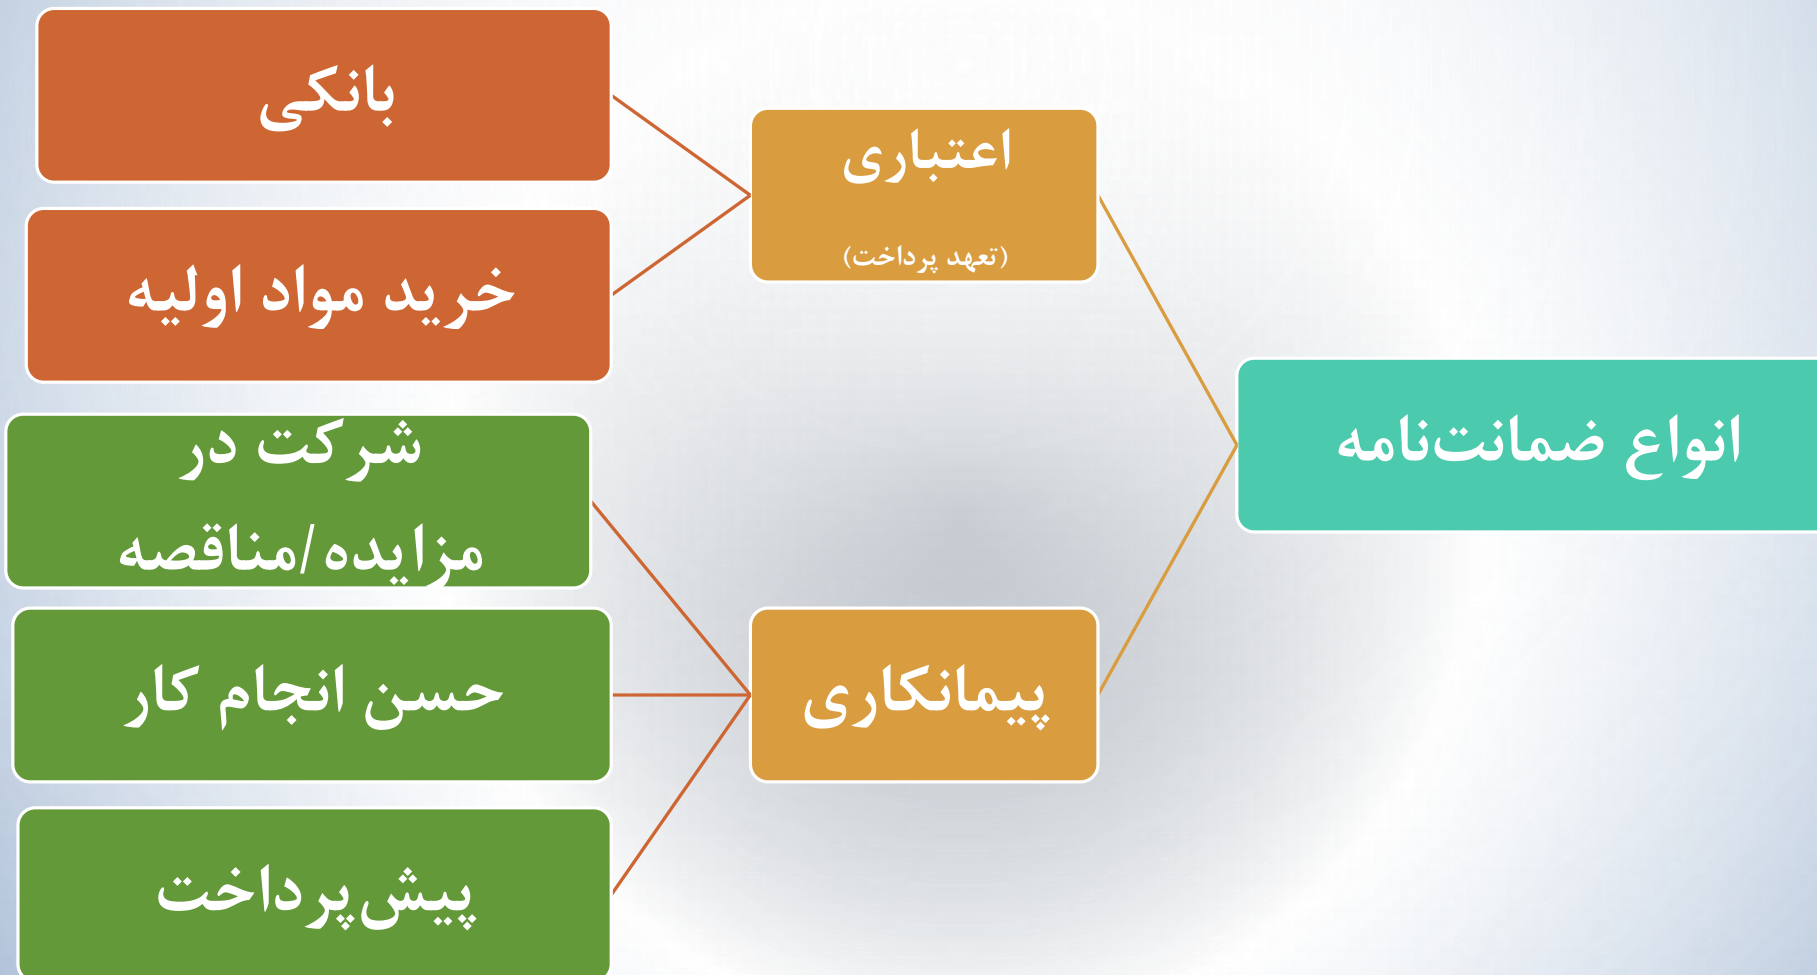 انواع ضمانت‌نامه
اعتباری
(تعهد پرداخت)
بانکی
خرید مواد اولیه
پیمانکاری
شرکت در
مزایده/مناقصه
حسن انجام کار
پیش‌پرداخت